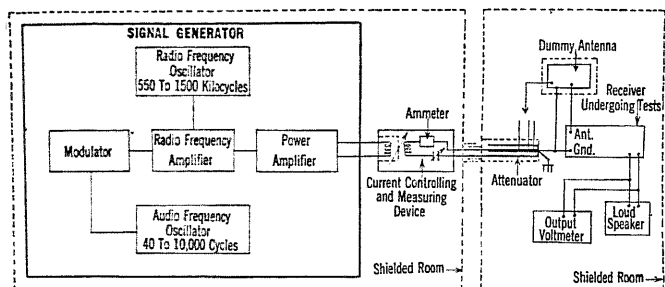 SIGNAL GENERATOR
Radio Frequency
Oscillator
550 To 1500 Kilocycles
Modulator
Radio Frequency
Amplifier
Power
Amplifier
Audio Frequency
Oscillator
40 To 10,000 Cycles
Ammeter
Current Controlling
and Measuring
Device
Shielded Room
Dummy Antenna
Receiver
Undergoing Tests
Ant.
Gnd.
Attenuator
Output
Voltmeter
Loud
Speaker
Shielded Room